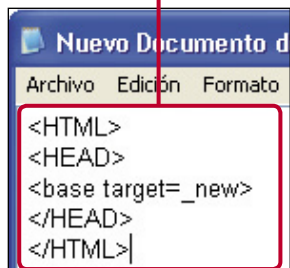 Nuevo Documento d
Archivo Edición Formato
<HTML>
<HEAD>
<base target=_new>
</HEAD>
</HTML>